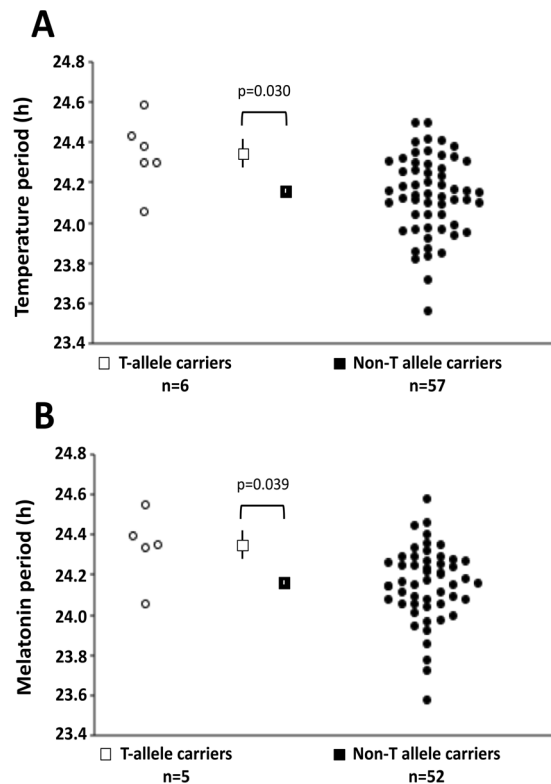 A
Temperature period (h)
24.8
24.6
24.4
24.2
24.0
23.8
23.6
23.4
p=0.030
□ T-allele carriers
n=6
■ Non-T allele carriers
n=57
B
Melatonin period (h)
24.8
24.6
24.4
24.2
24.0
23.8
23.6
23.4
p=0.039
□ T-allele carriers
n=5
■ Non-T allele carriers
n=52